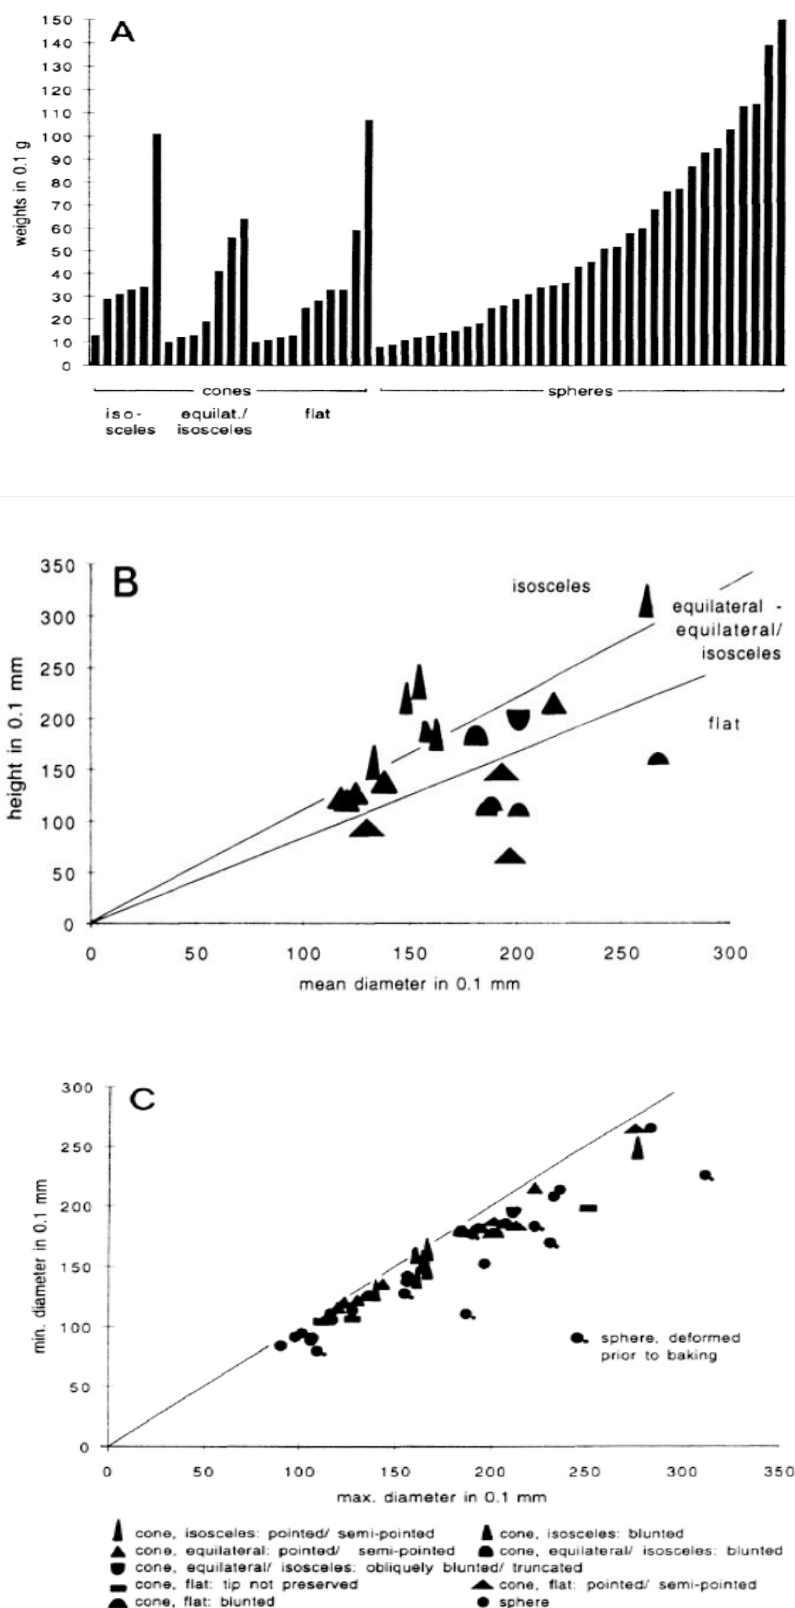 A
150
140
130
120
110
100
90
80
70
60
50
40
30
20
10
0
weights in 0.1 g
cones
spheres
iso-
sceles
equilat./
isosceles
flat
B
350
300
250
200
150
100
50
0
height in 0.1 mm
isosceles
equilateral -
equilateral/
isosceles
flat
0 50 100 150 200 250 300
mean diameter in 0.1 mm
C
300
250
200
150
100
50
0
min. diameter in 0.1 mm
sphere, deformed
prior to baking
0 50 100 150 200 250 300 350
max. diameter in 0.1 mm
cone, isosceles: pointed/ semi-pointed
cone, isosceles: blunted
cone, equilateral: pointed/ semi-pointed
cone, equilateral/ isosceles: blunted
cone, equilateral/ isosceles: obliquely blunted/ truncated
cone, flat: tip not preserved
cone, flat: pointed/ semi-pointed
cone, flat: blunted
sphere